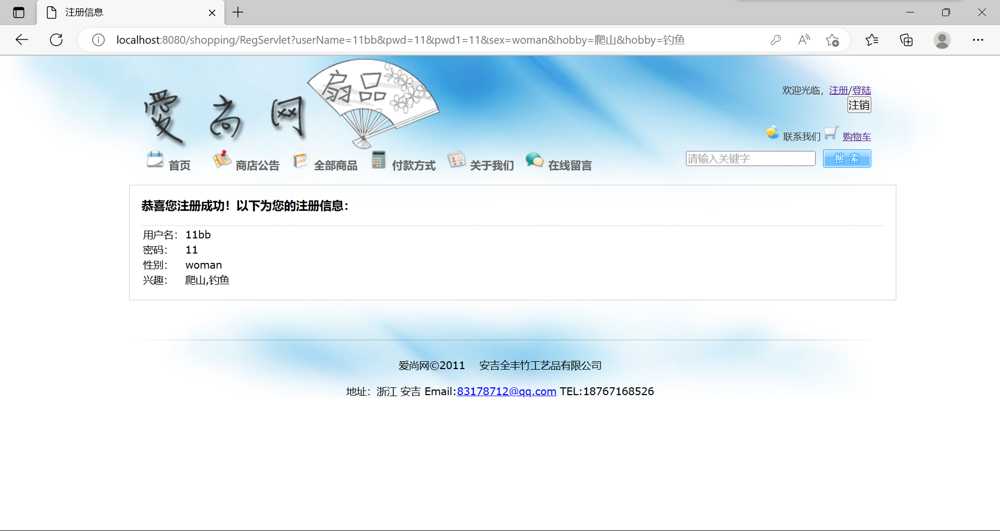 注册信息
localhost:8080/shopping/RegServlet?userName=11bb&pwd=11&pwd1=11&sex=woman&hobby=爬山&hobby=钓鱼
愛尚网
扇品
欢迎光临，注册/登陆
注销
联系我们 购物车
首页 商店公告 全部商品 付款方式 关于我们 在线留言
请输入关键字 搜 索
恭喜您注册成功！以下为您的注册信息：
用户名： 11bb
密码： 11
性别： woman
兴趣： 爬山,钓鱼
爱尚网©2011 安吉全丰竹工艺品有限公司
地址：浙江 安吉 Email:83178712@qq.com TEL:18767168526